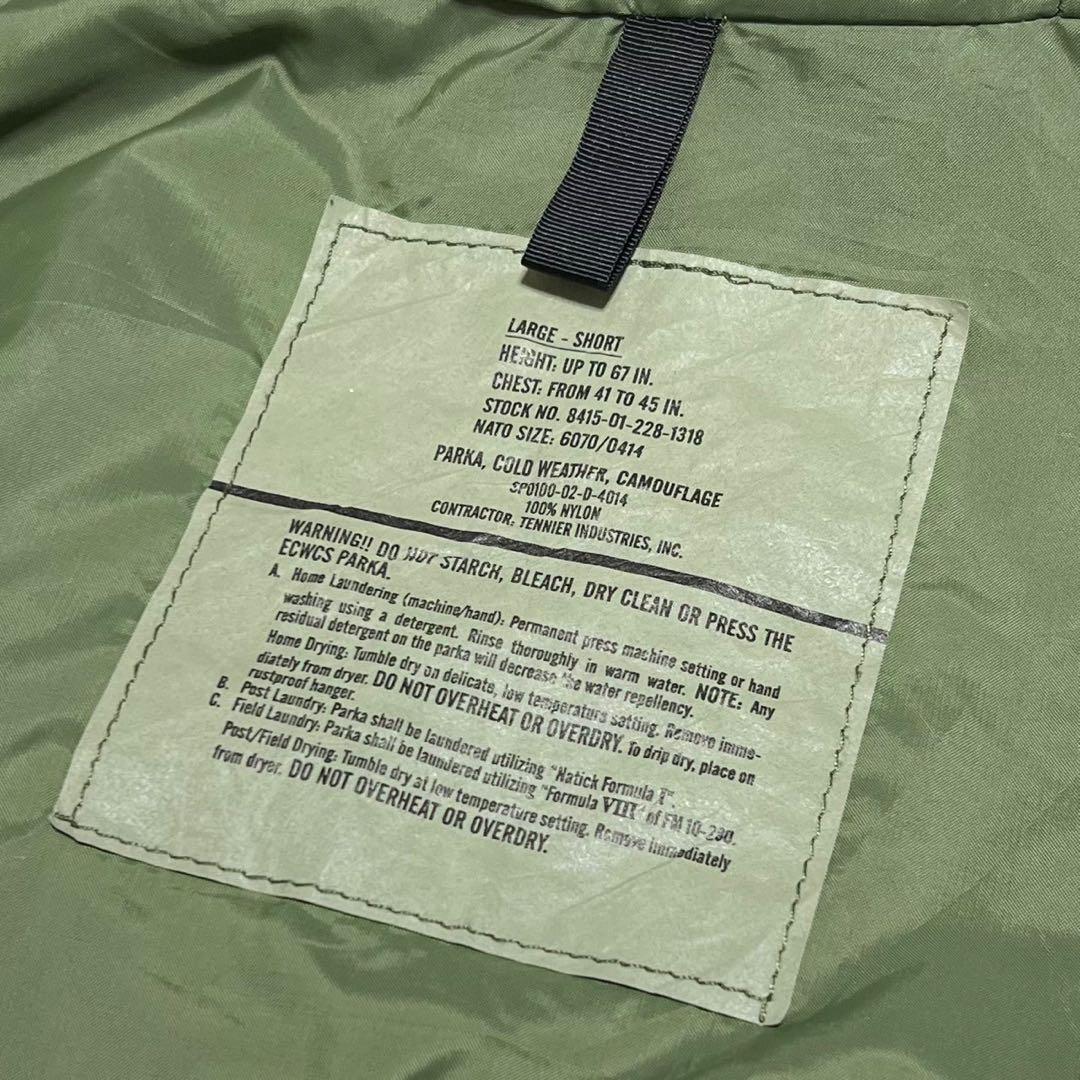 LARGE - SHORT
HEIGHT: UP TO 67 IN.
CHEST: FROM 41 TO 45 IN.
STOCK NO. 8415-01-228-1318
NATO SIZE: 6070/0414
PARKA, COLD WEATHER, CAMOUFLAGE
SP0100-02-D-4014
100% NYLON
CONTRACTOR: TENNIER INDUSTRIES, INC.
WARNING!! DO NOT STARCH, BLEACH, DRY CLEAN OR PRESS THE
ECWCS PARKA.
A. Home Laundering (machine/hand): Permanent press machine setting or hand
washing using a detergent. Rinse thoroughly in warm water. NOTE: Any
residual detergent on the parka will decrease the water repellency.
Home Drying: Tumble dry on delicate, low temperature setting. Remove imme-
diately from dryer. DO NOT OVERHEAT OR OVERDRY. To drip dry, place on
rustproof hanger.
B. Post Laundry: Parka shall be laundered utilizing "Natick Formula I".
C. Field Laundry: Parka shall be laundered utilizing "Formula VIII" of FM 10-280.
Post/Field Drying: Tumble dry at low temperature setting. Remove immediately
from dryer. DO NOT OVERHEAT OR OVERDRY.